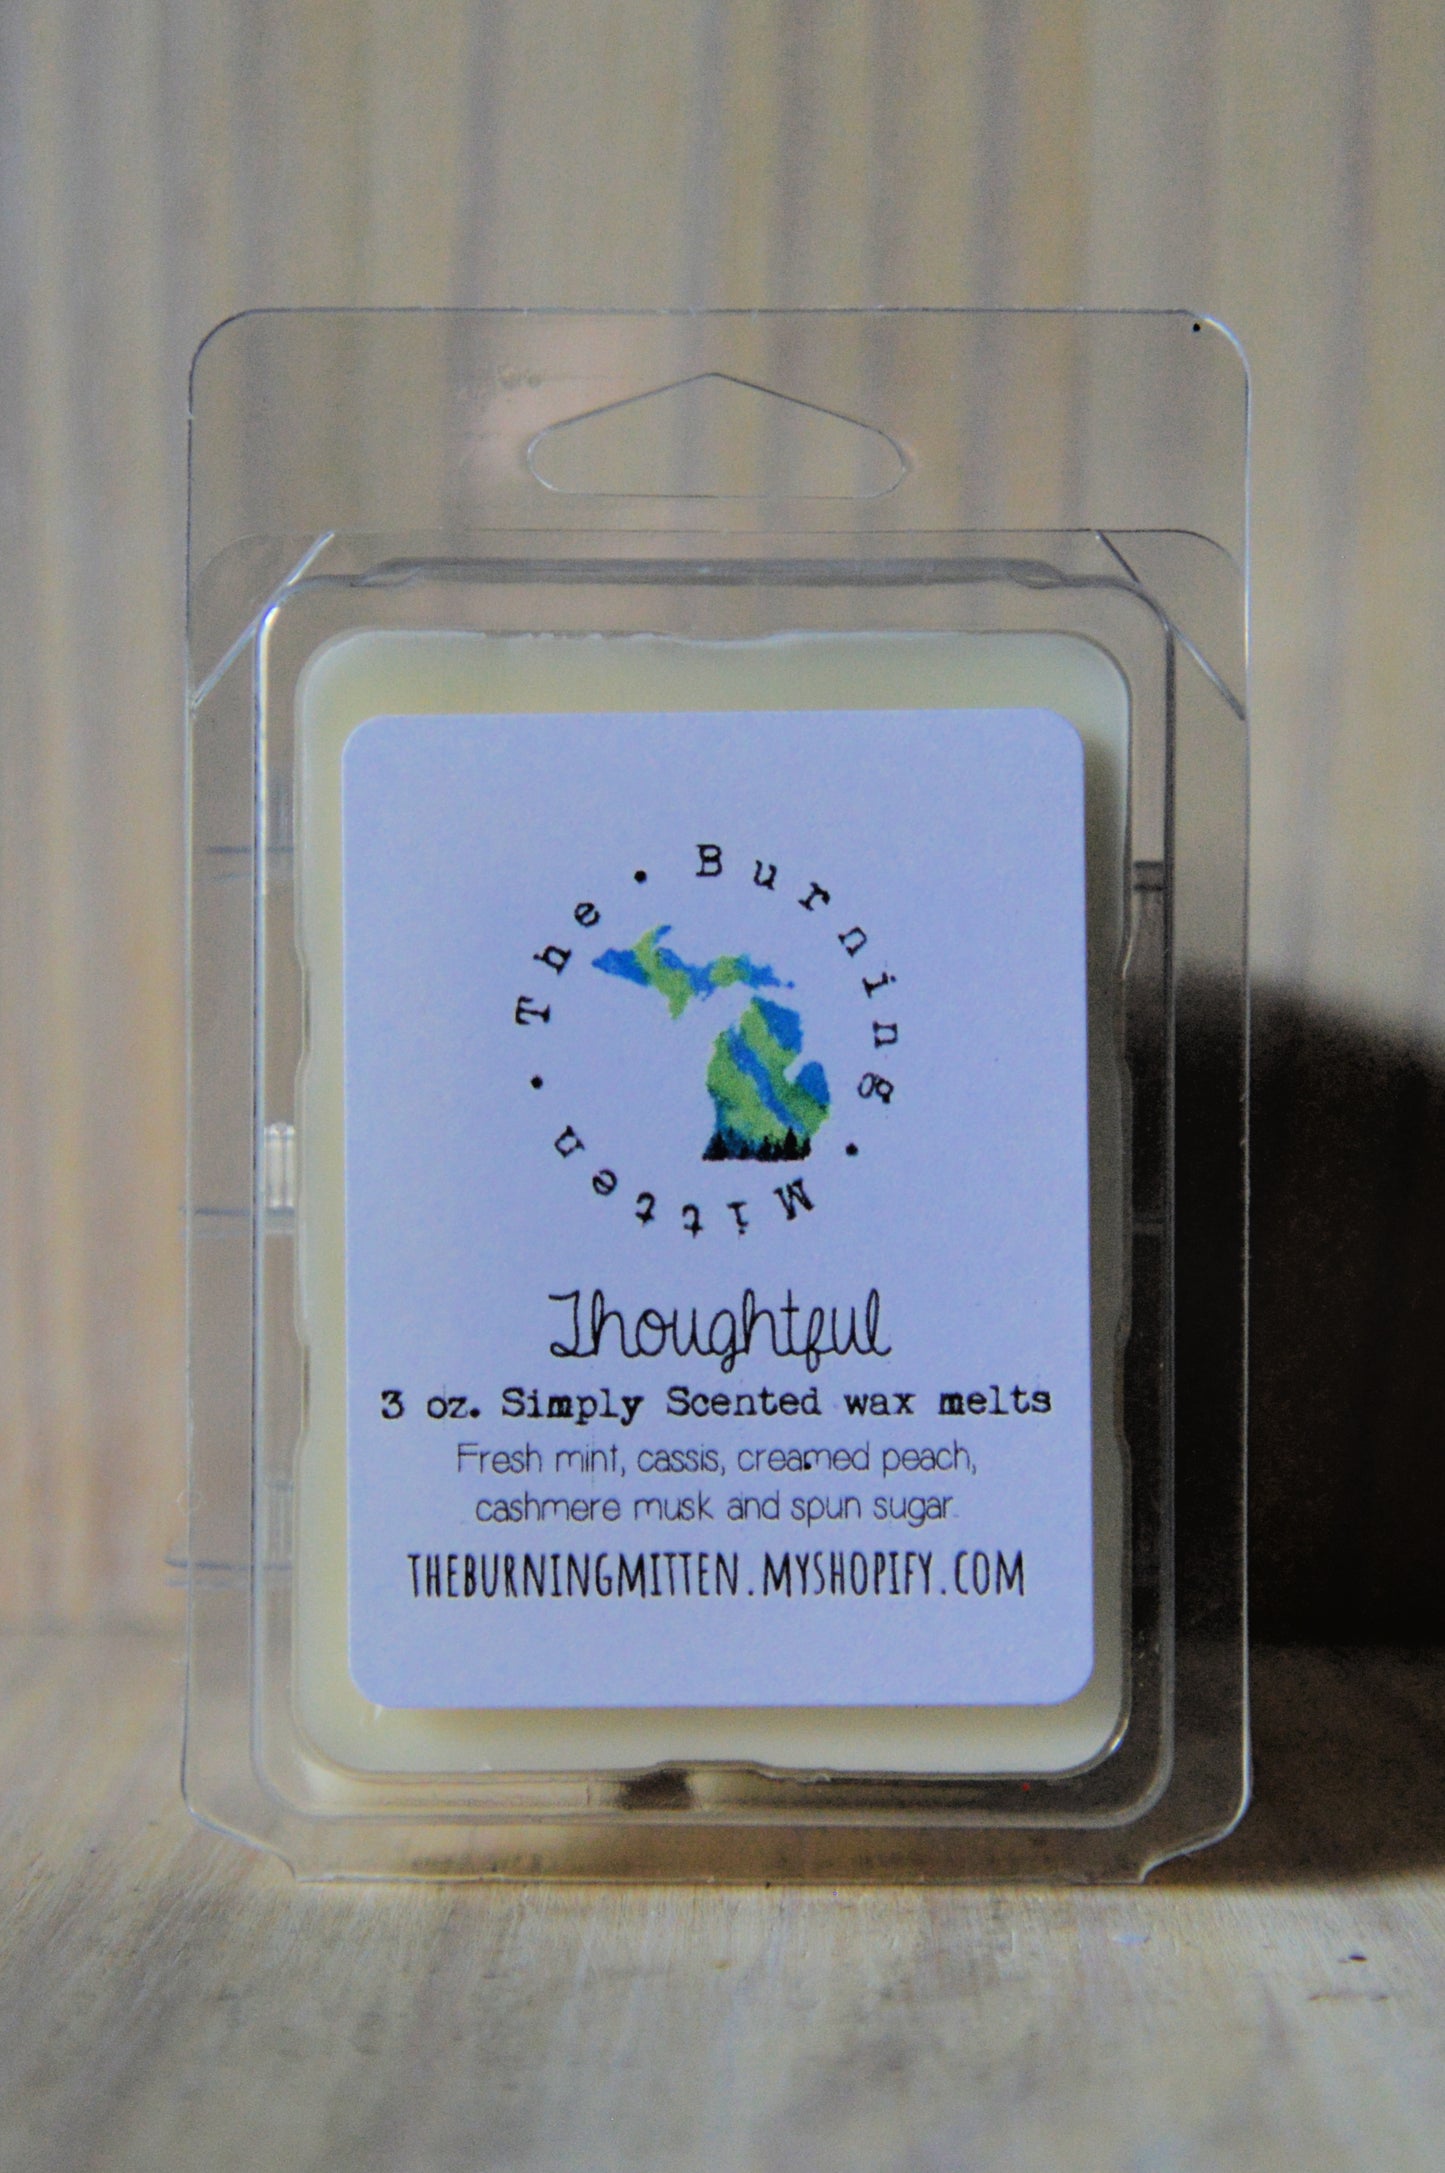 The • Burning • Mitten •
Thoughtful
3 oz. Simply Scented wax melts
Fresh mint, cassis, creamed peach,
cashmere musk and spun sugar.
THEBURNINGMITTEN.MYSHOPIFY.COM